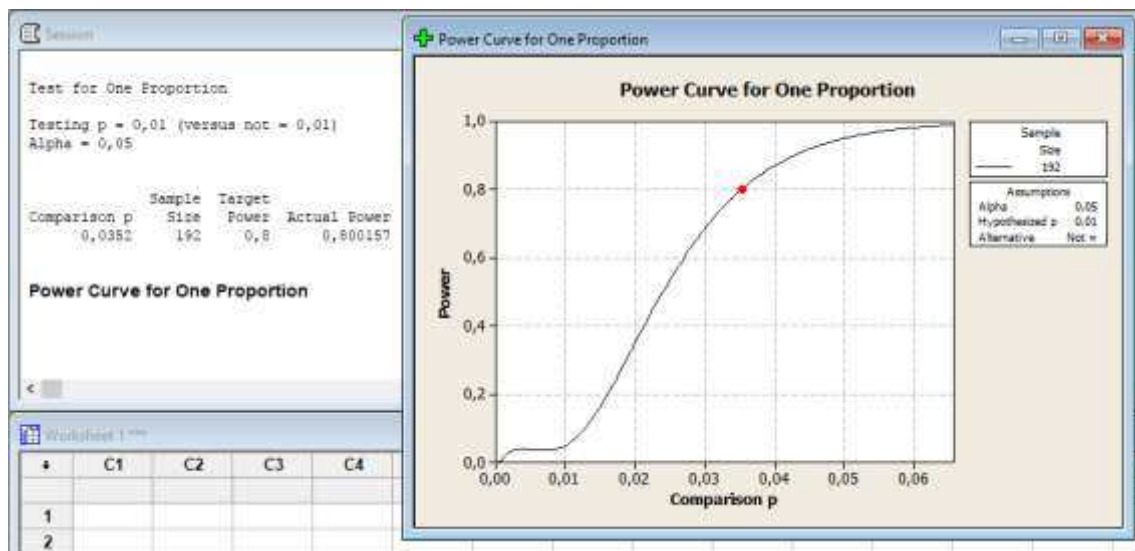 Session
Test for One Proportion
Testing p = 0,01 (versus not = 0,01)
Alpha = 0,05
Sample Target
Comparison p Size Power Actual Power
0,0352 192 0,8 0,800157
Power Curve for One Proportion
<
Worksheet 1 ***
C1 C2 C3 C4
1
2
Power Curve for One Proportion
Power Curve for One Proportion
1,0
0,8
0,6
0,4
0,2
0,0
Power
0,00 0,01 0,02 0,03 0,04 0,05 0,06
Comparison p
Sample
Size
192
Assumptions
Alpha 0,05
Hypothesized p 0,01
Alternative Not =